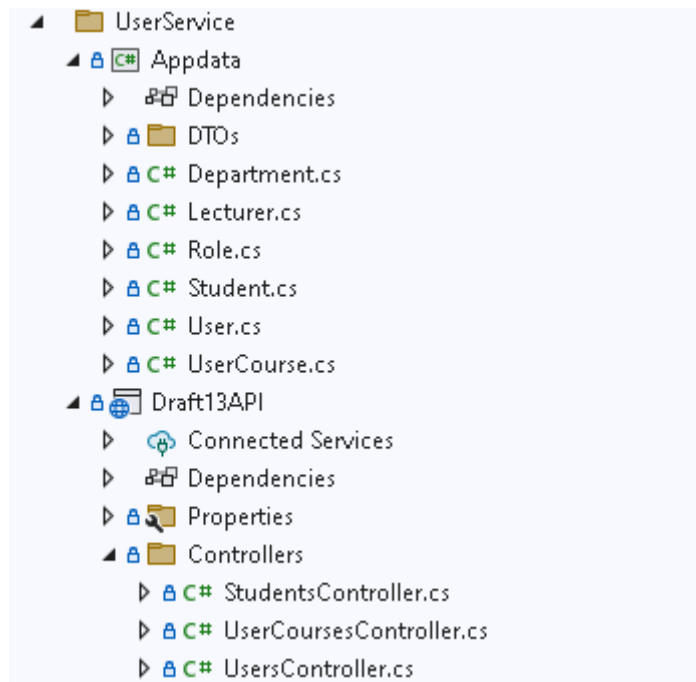 UserService
C# Appdata
Dependencies
DTOs
C# Department.cs
C# Lecturer.cs
C# Role.cs
C# Student.cs
C# User.cs
C# UserCourse.cs
Draft13API
Connected Services
Dependencies
Properties
Controllers
C# StudentsController.cs
C# UserCoursesController.cs
C# UsersController.cs